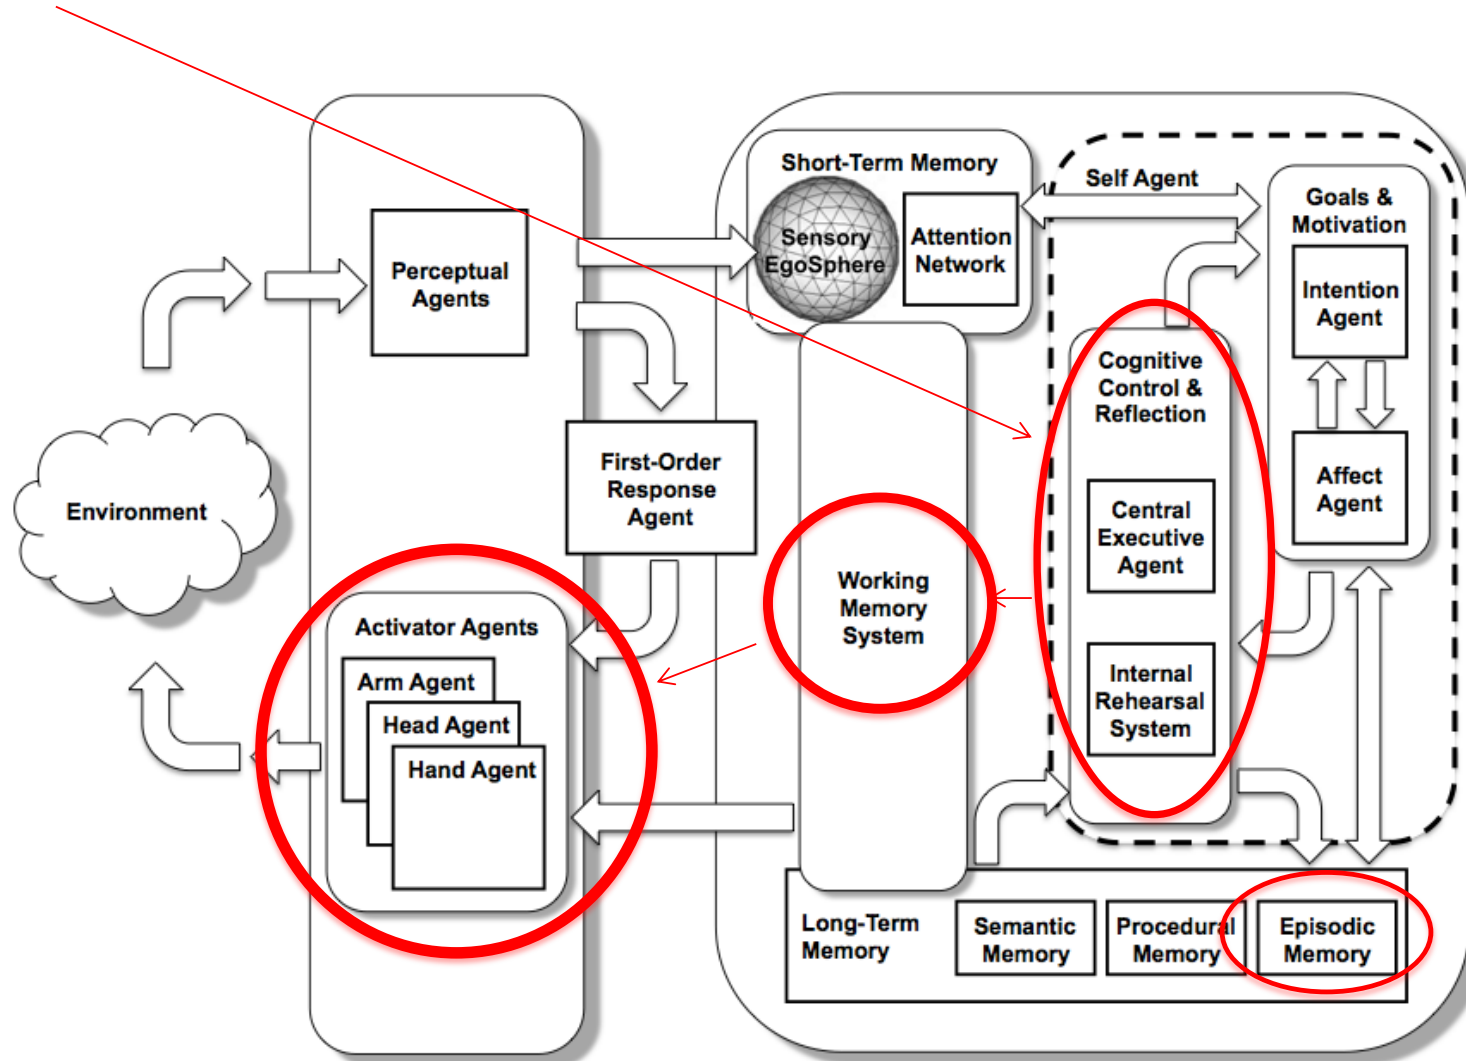 Short-Term Memory
Sensory
EgoSphere
Attention
Network
Self Agent
Goals &
Motivation
Intention
Agent
Affect
Agent
Perceptual
Agents
Cognitive
Control &
Reflection
Central
Executive
Agent
Internal
Rehearsal
System
First-Order
Response
Agent
Environment
Working
Memory
System
Activator Agents
Arm Agent
Head Agent
Hand Agent
Long-Term
Memory
Semantic
Memory
Procedural
Memory
Episodic
Memory